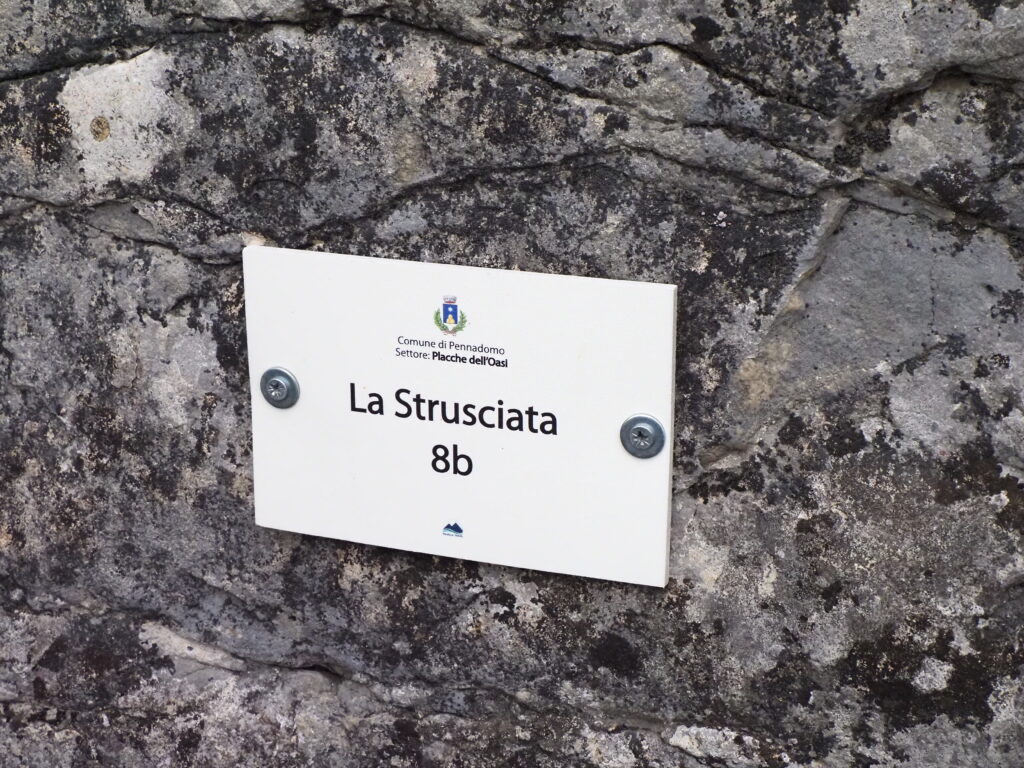 Comune di Pennadomo
Settore: Placche dell'Oasi
La Strusciata
8b